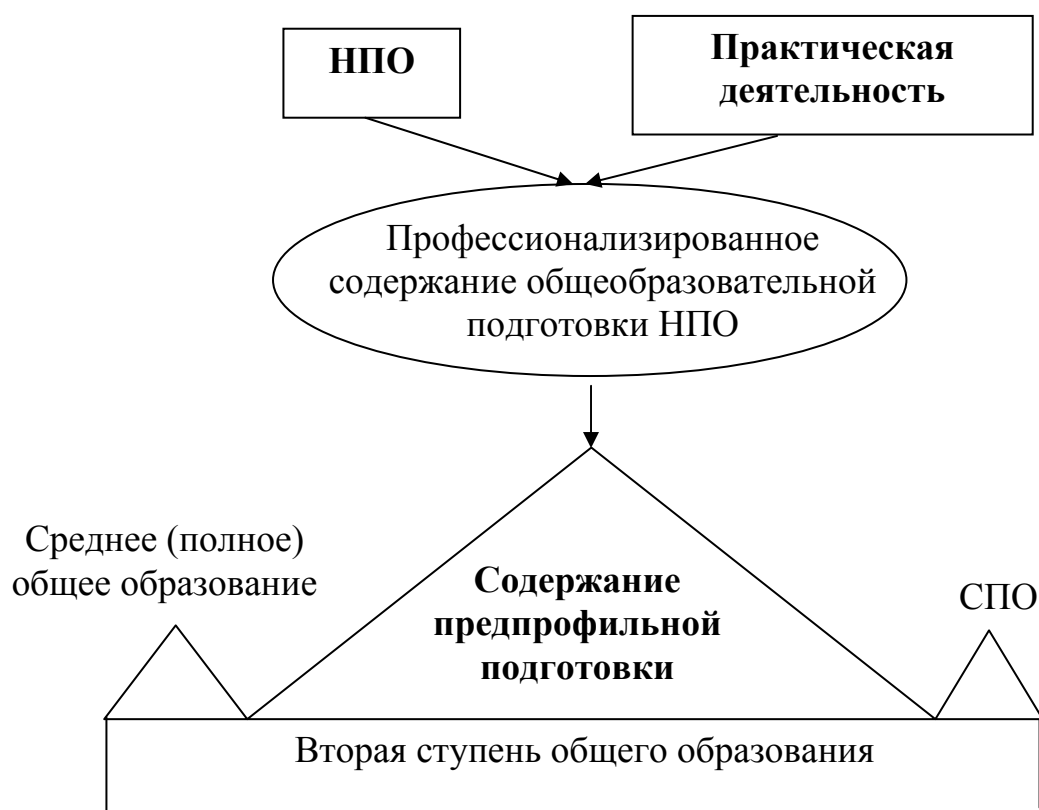 НПО
Практическая
деятельность
Профессионализированное
содержание общеобразовательной
подготовки НПО
Среднее (полное)
общее образование
Содержание
предпрофильной
подготовки
СПО
Вторая ступень общего образования